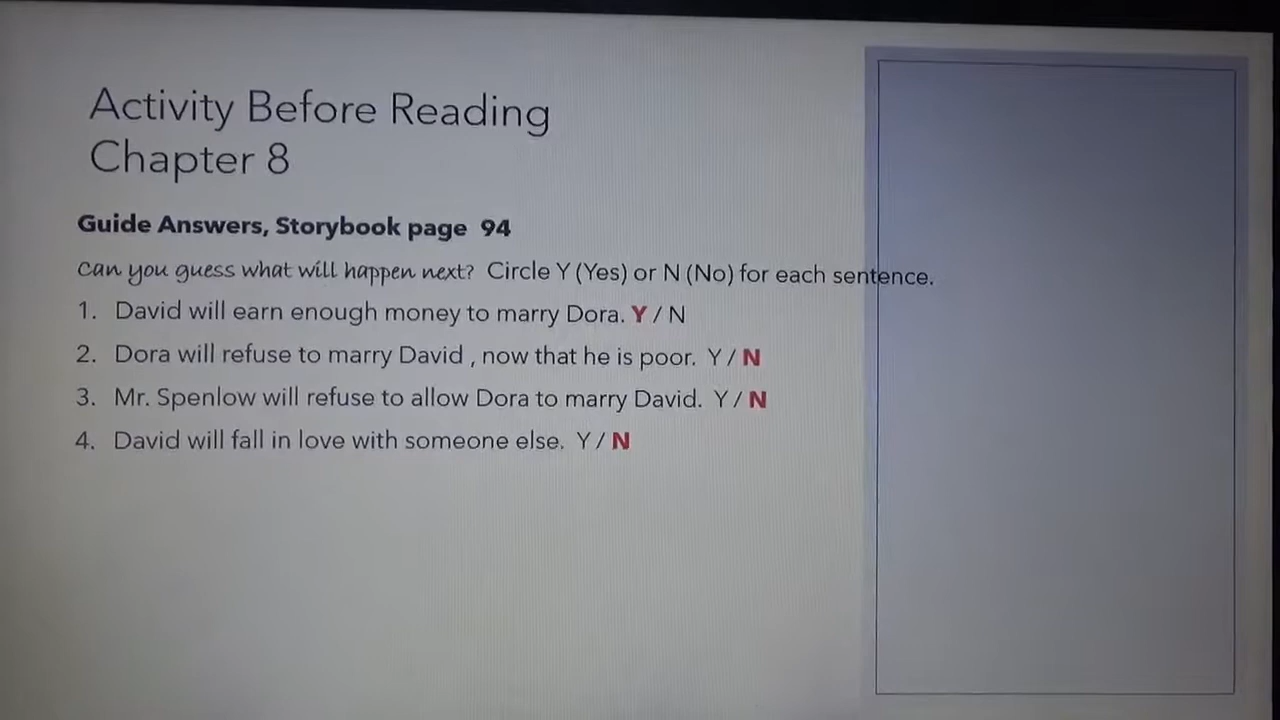 Activity Before Reading
Chapter 8
Guide Answers, Storybook page 94
Can you guess what will happen next? Circle Y (Yes) or N (No) for each sentence.
1. David will earn enough money to marry Dora. Y / N
2. Dora will refuse to marry David , now that he is poor. Y / N
3. Mr. Spenlow will refuse to allow Dora to marry David. Y / N
4. David will fall in love with someone else. Y / N